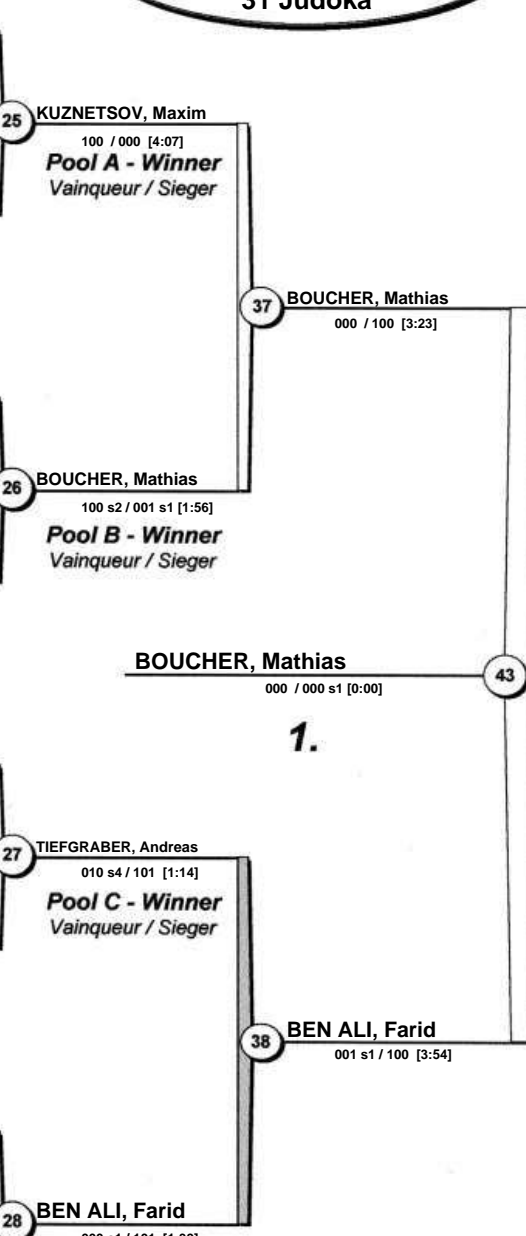 31 Judoka
25
KUZNETSOV, Maxim
100 / 000 [4:07]
Pool A - Winner
Vainqueur / Sieger
37
BOUCHER, Mathias
000 / 100 [3:23]
26
BOUCHER, Mathias
100 s2 / 001 s1 [1:56]
Pool B - Winner
Vainqueur / Sieger
BOUCHER, Mathias
43
000 / 000 s1 [0:00]
1.
27
TIEFGRABER, Andreas
010 s4 / 101 [1:14]
Pool C - Winner
Vainqueur / Sieger
38
BEN ALI, Farid
001 s1 / 100 [3:54]
28
BEN ALI, Farid